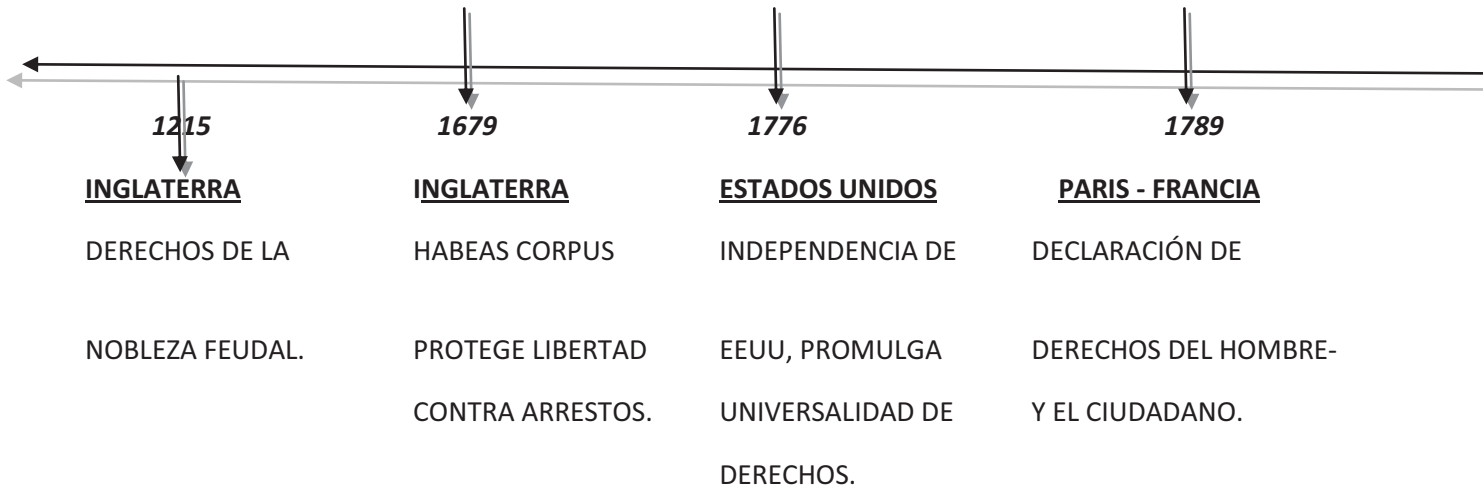 1215 1679 1776 1789
INGLATERRA INGLATERRA ESTADOS UNIDOS PARIS - FRANCIA
DERECHOS DE LA HABEAS CORPUS INDEPENDENCIA DE DECLARACIÓN DE
NOBLEZA FEUDAL. PROTEGE LIBERTAD EEUU, PROMULGA DERECHOS DEL HOMBRE-
CONTRA ARRESTOS. UNIVERSALIDAD DE Y EL CIUDADANO.
DERECHOS.